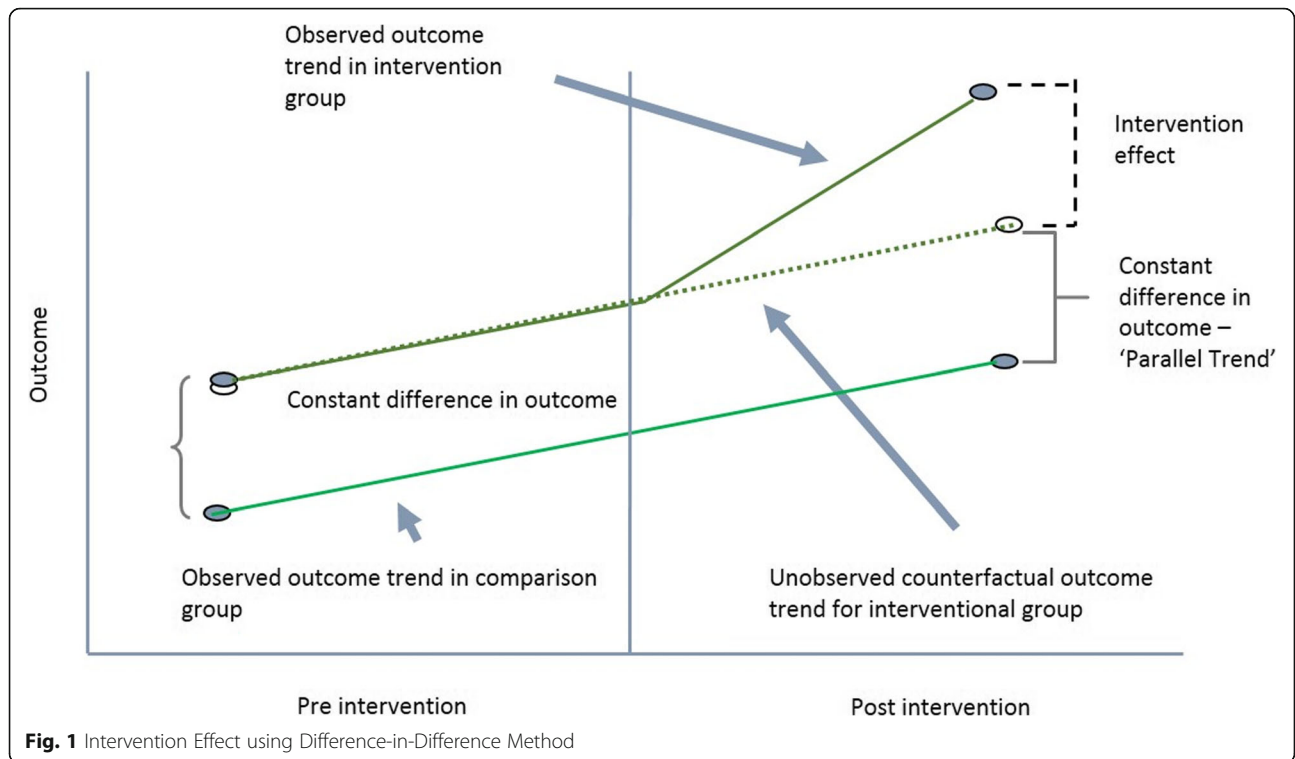 Observed outcome
trend in intervention
group
Intervention
effect
Constant
difference in
outcome –
‘Parallel Trend’
Outcome
Constant difference in outcome
Observed outcome trend in comparison
group
Unobserved counterfactual outcome
trend for interventional group
Pre intervention
Post intervention
Fig. 1 Intervention Effect using Difference-in-Difference Method